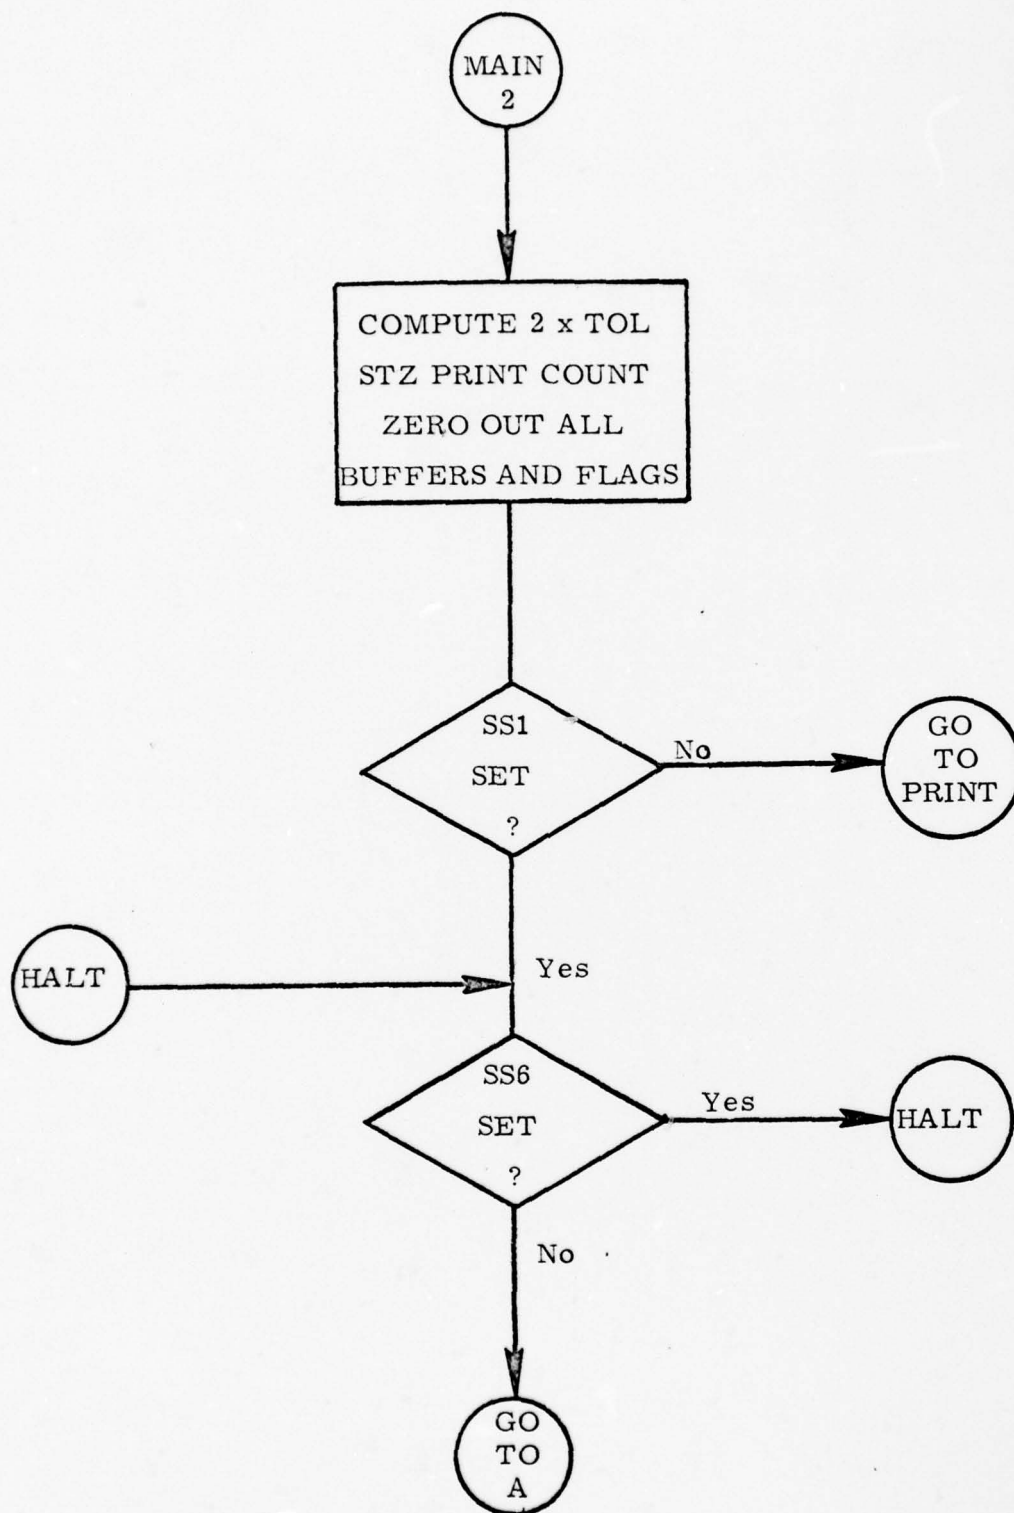 MAIN
2
COMPUTE 2 x TOL
STZ PRINT COUNT
ZERO OUT ALL
BUFFERS AND FLAGS
SS1
SET
?
No
GO
TO
PRINT
HALT
Yes
SS6
SET
?
Yes
HALT
No
GO
TO
A